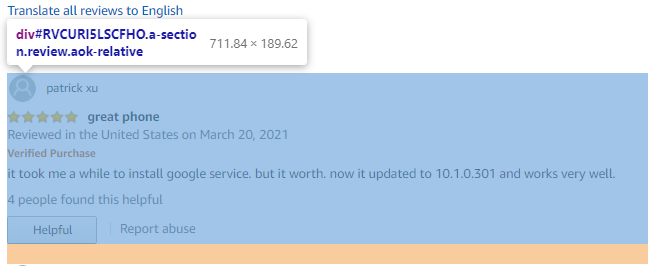 Translate all reviews to English
div#RVCURI5LSCFHO.a-sectio
n.review.aok-relative
711.84 × 189.62
patrick xu
great phone
Reviewed in the United States on March 20, 2021
Verified Purchase
it took me a while to install google service. but it worth. now it updated to 10.1.0.301 and works very well.
4 people found this helpful
Helpful
Report abuse